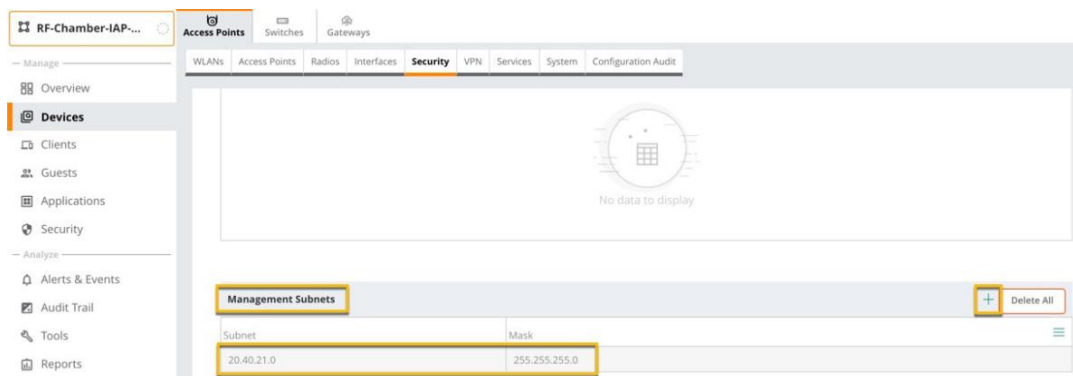 RF-Chamber-IAP-...
Access Points
Switches
Gateways
Manage
WLANs
Access Points
Radios
Interfaces
Security
VPN
Services
System
Configuration Audit
Overview
Devices
Clients
Guests
Applications
Security
Analyze
Alerts & Events
Audit Trail
Tools
Reports
No data to display
Management Subnets
+
Delete All
Subnet
Mask
20.40.21.0
255.255.255.0